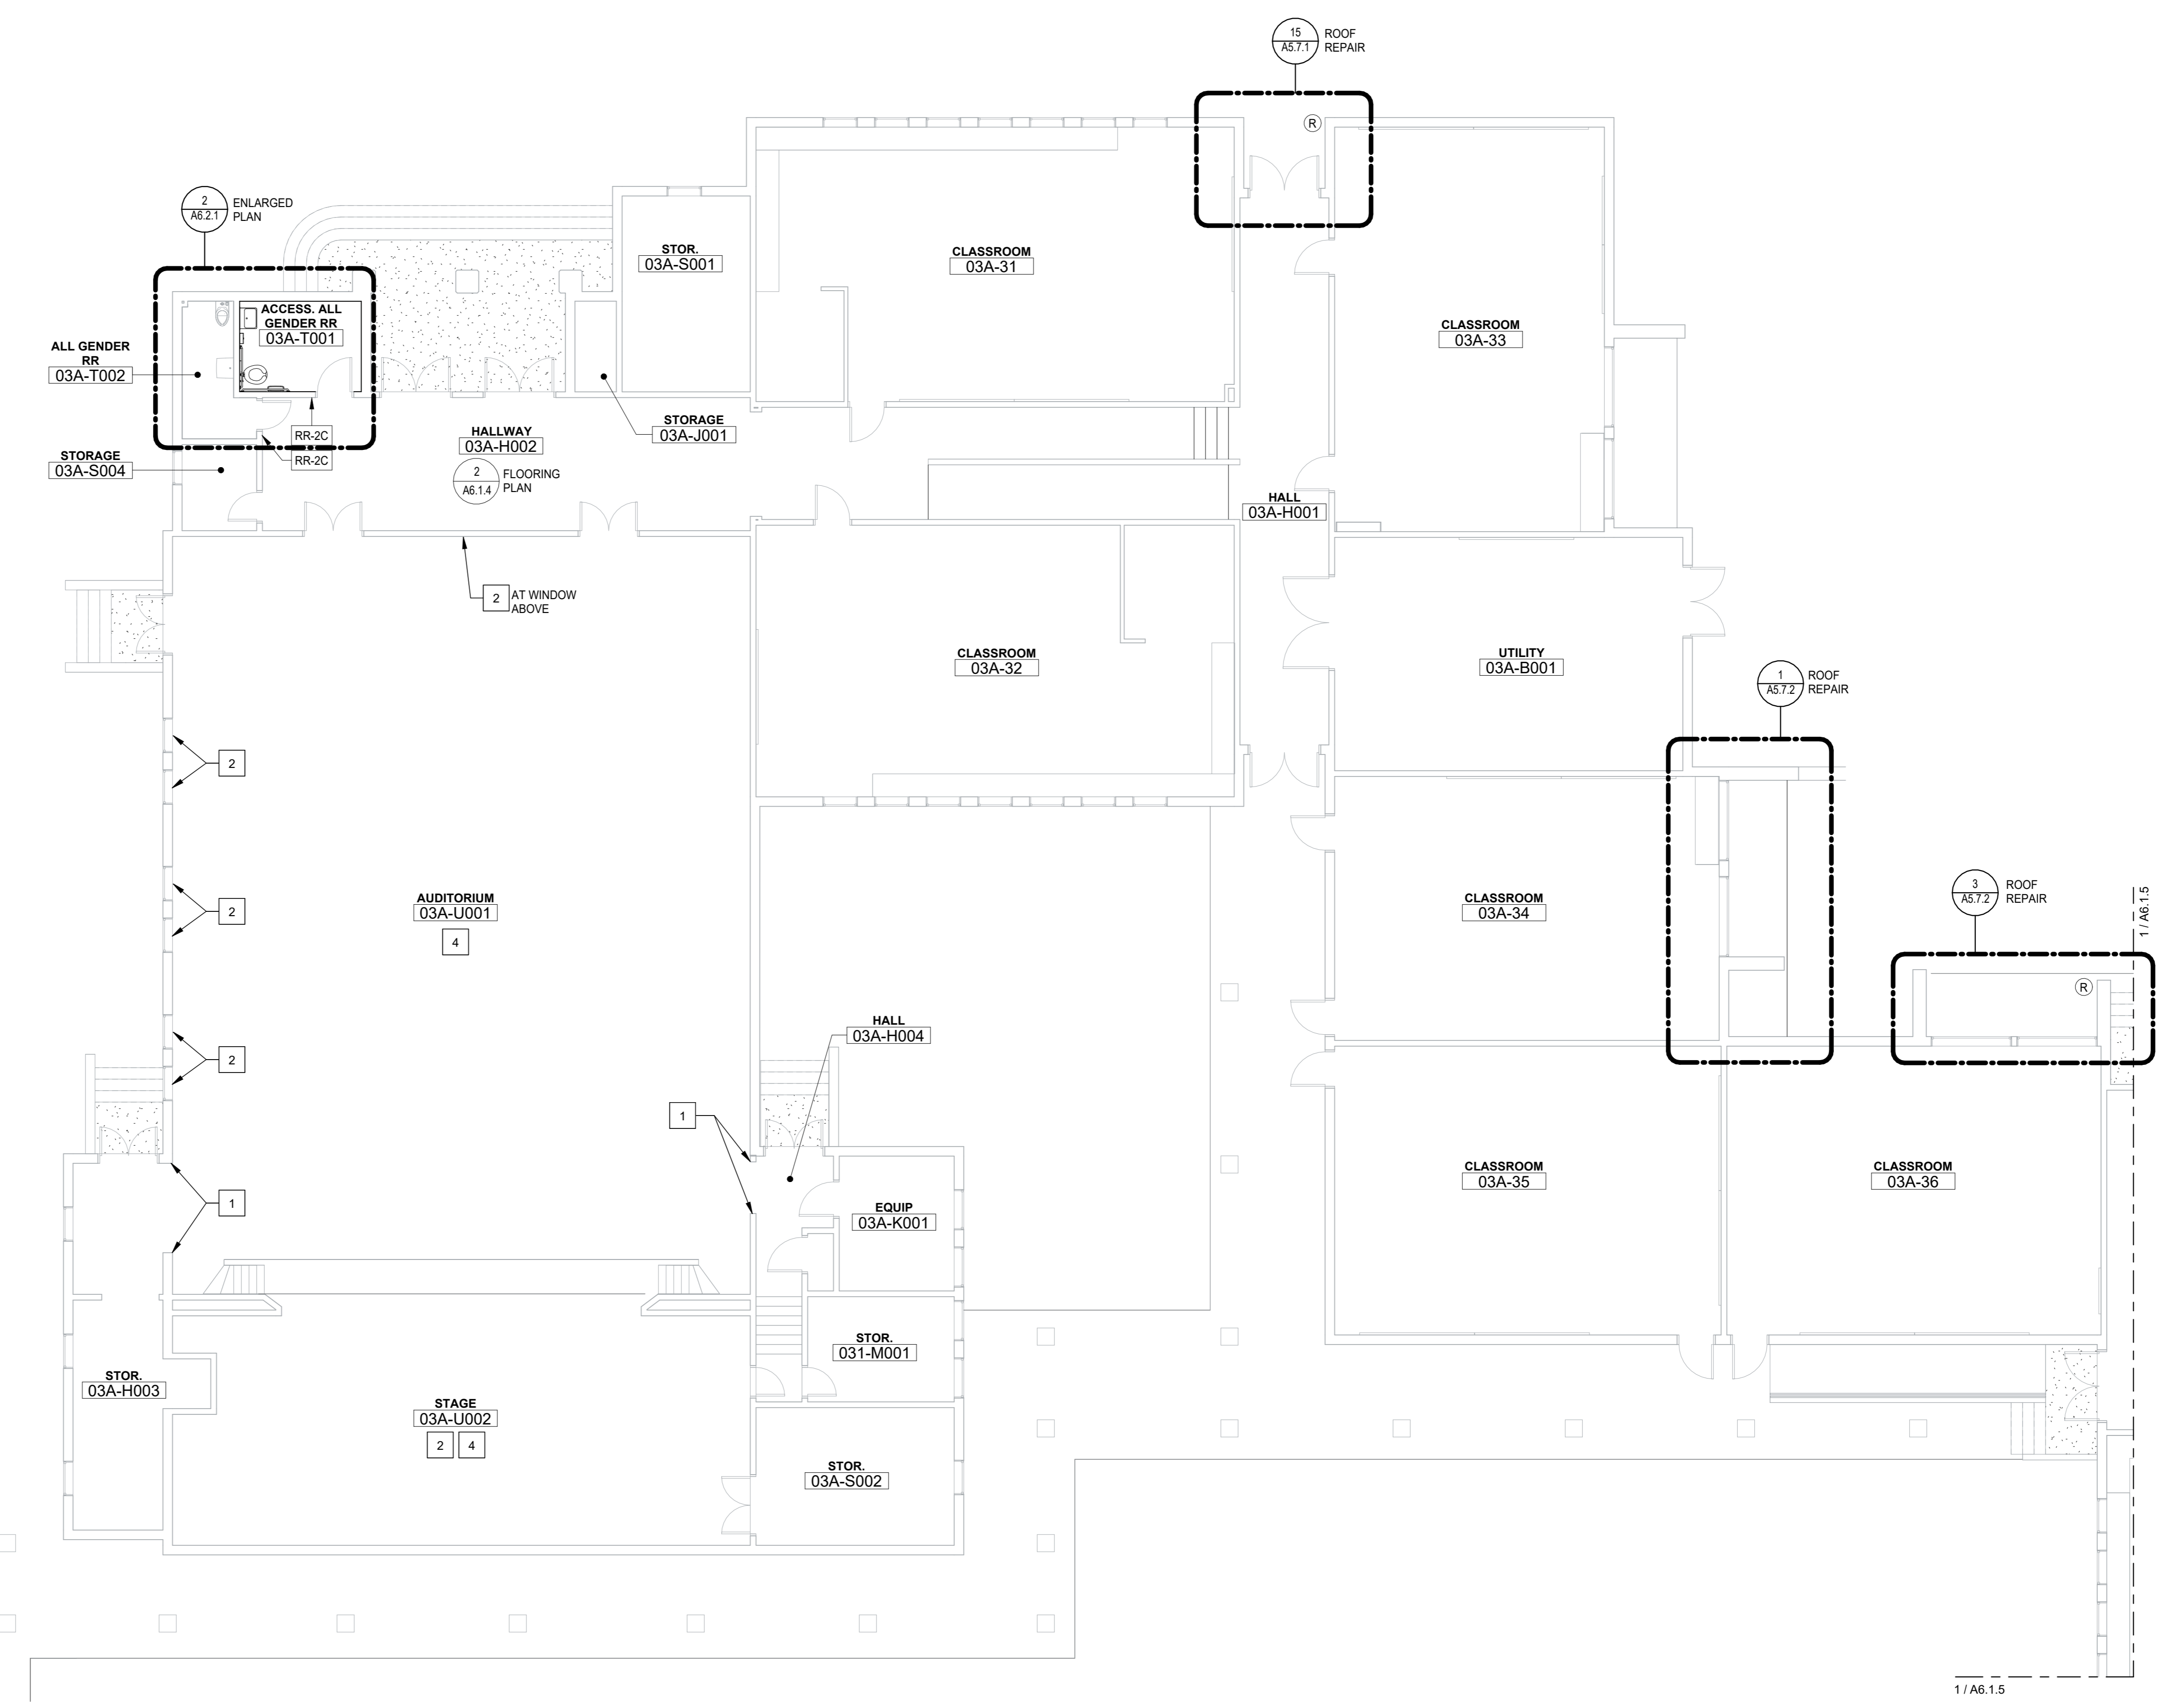 15
A5.7.1
ROOF
REPAIR
R
2
A6.2.1
ENLARGED
PLAN
STOR.
03A-S001
CLASSROOM
03A-31
ACCESS. ALL
GENDER RR
03A-T001
CLASSROOM
03A-33
ALL GENDER
RR
03A-T002
STORAGE
03A-J001
HALLWAY
03A-H002
RR-2C
RR-2C
STORAGE
03A-S004
2
A6.1.4
FLOORING
PLAN
HALL
03A-H001
2
AT WINDOW
ABOVE
CLASSROOM
03A-32
UTILITY
03A-B001
1
A5.7.2
ROOF
REPAIR
2
AUDITORIUM
03A-U001
4
2
CLASSROOM
03A-34
3
A5.7.2
ROOF
REPAIR
1 / A6.1.5
R
HALL
03A-H004
2
1
CLASSROOM
03A-35
CLASSROOM
03A-36
1
EQUIP
03A-K001
STOR.
031-M001
STOR.
03A-H003
STAGE
03A-U002
2
4
STOR.
03A-S002
1 / A6.1.5